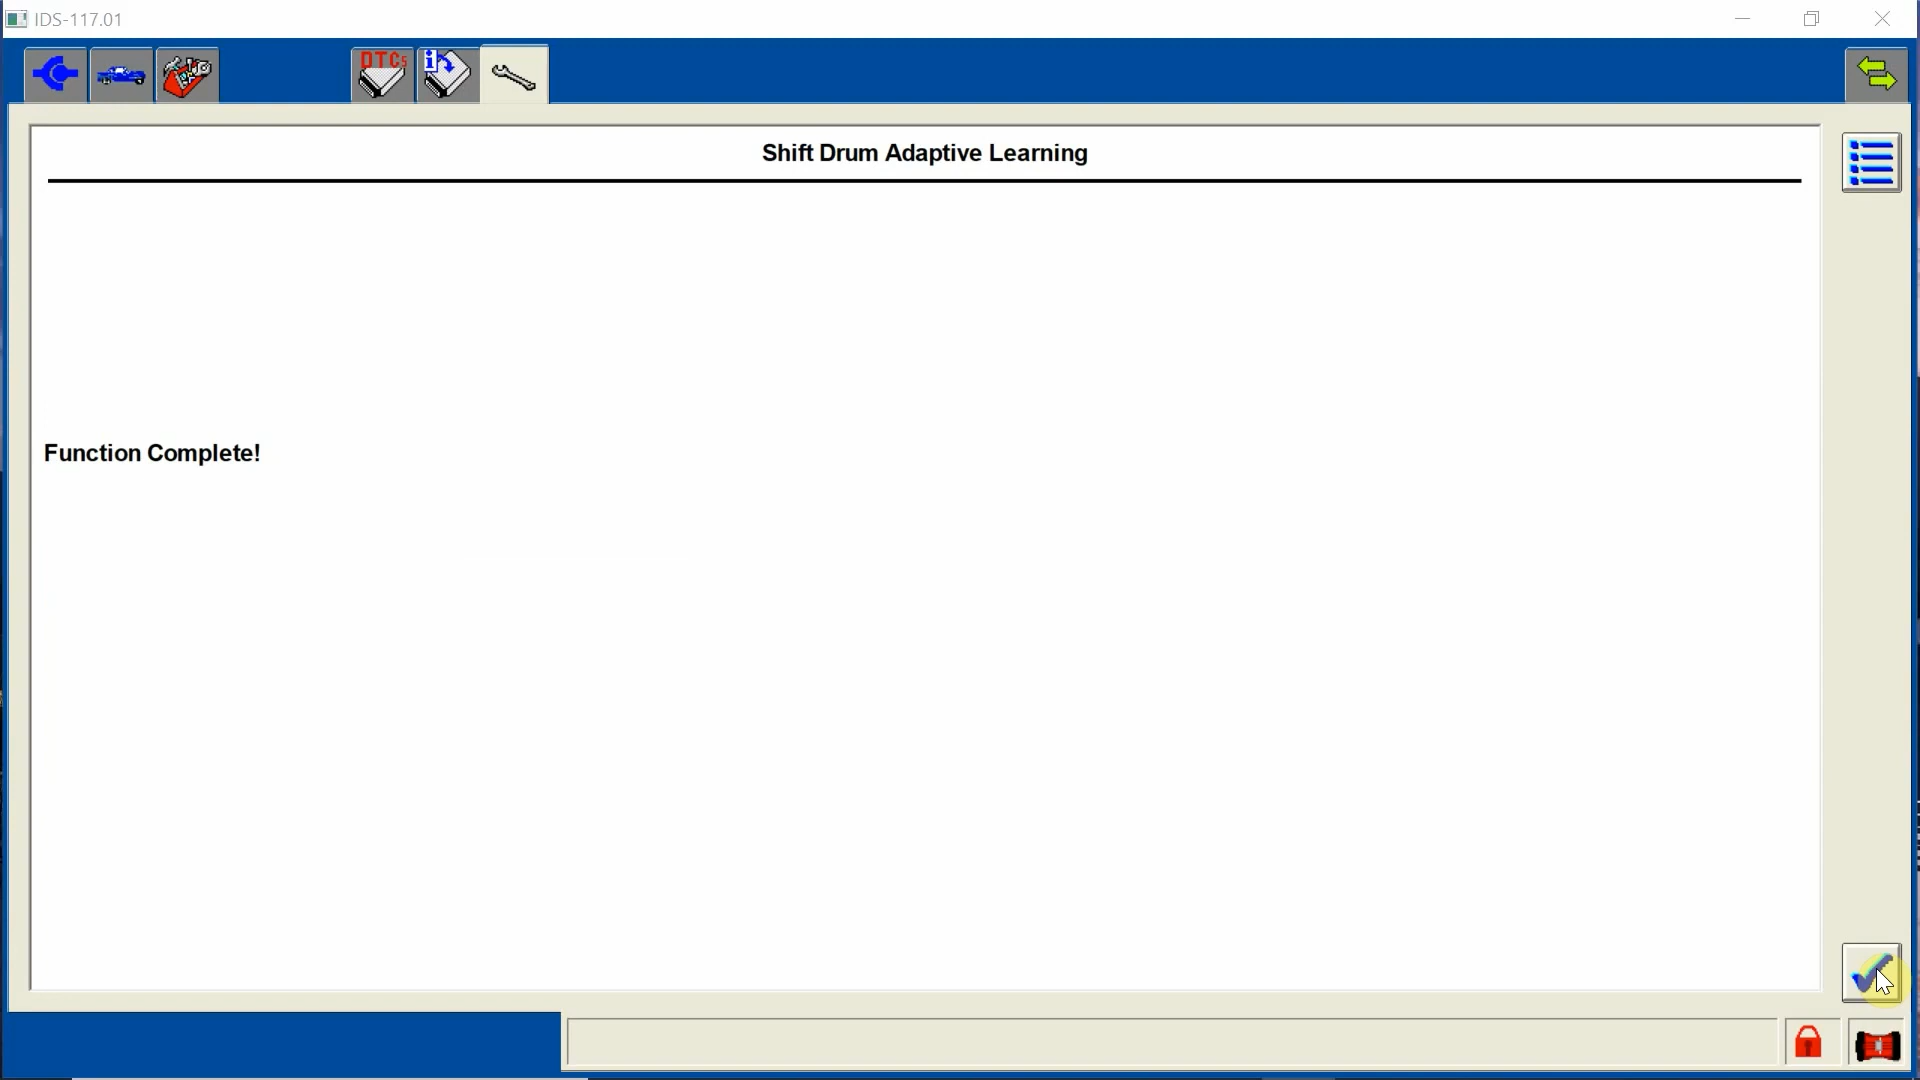 IDS-117.01
DTCs
i
Shift Drum Adaptive Learning
Function Complete!